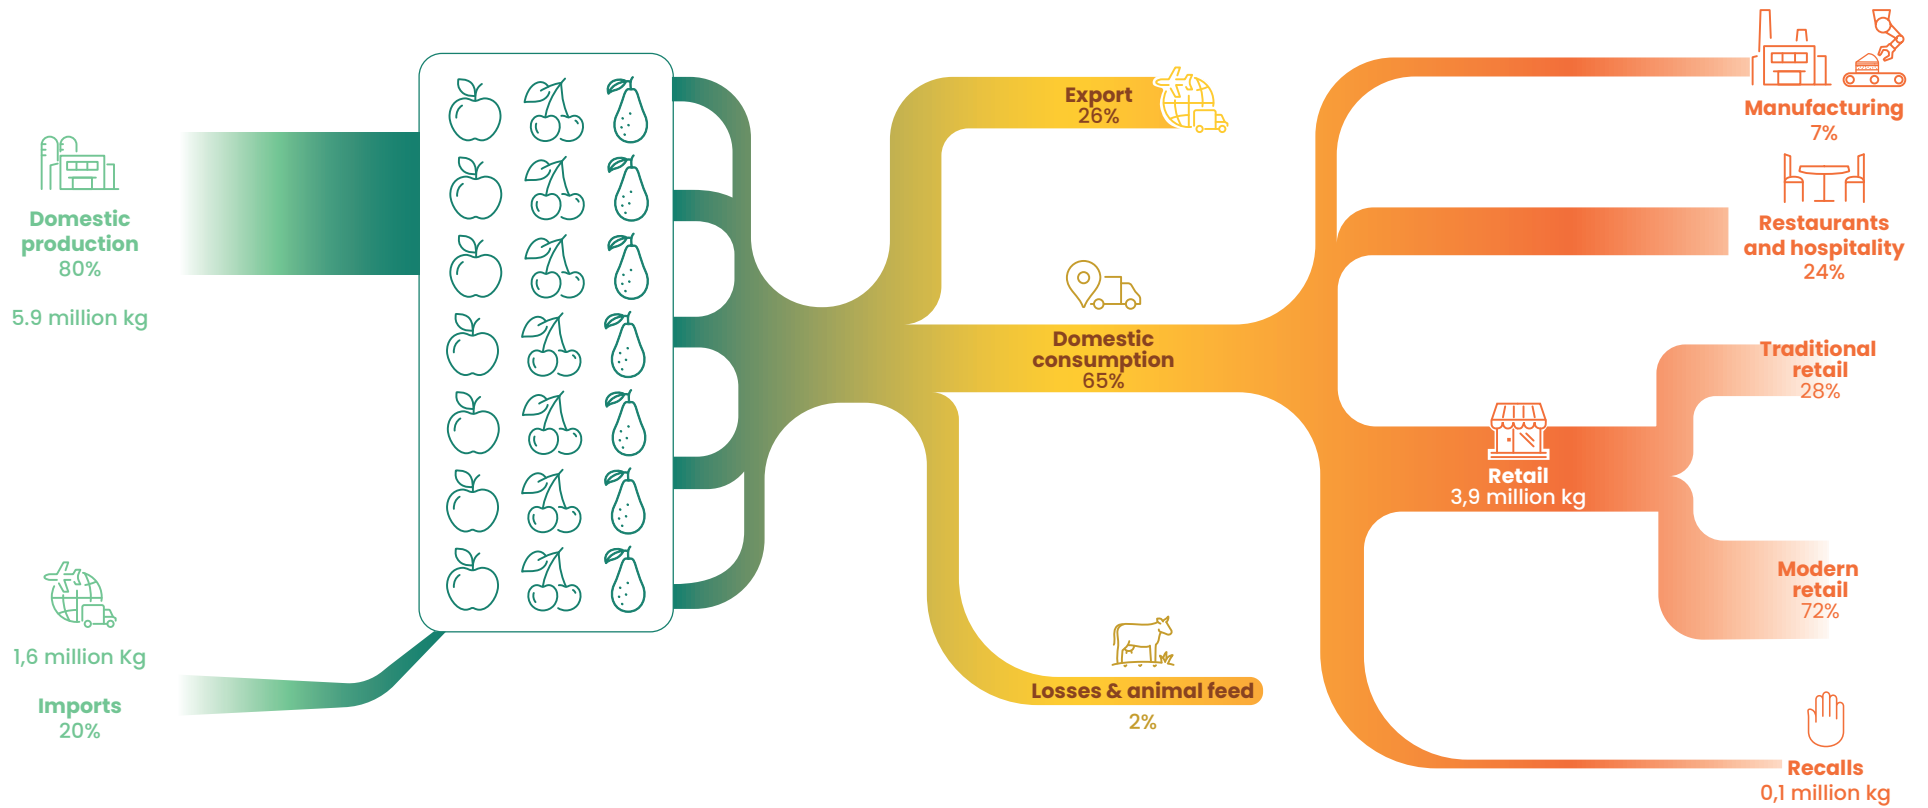 Domestic
production
80%
5.9 million kg
1,6 million Kg
Imports
20%
Export
26%
Domestic
consumption
65%
Losses & animal feed
2%
Manufacturing
7%
Restaurants
and hospitality
24%
Retail
3,9 million kg
Traditional
retail
28%
Modern
retail
72%
Recalls
0,1 million kg